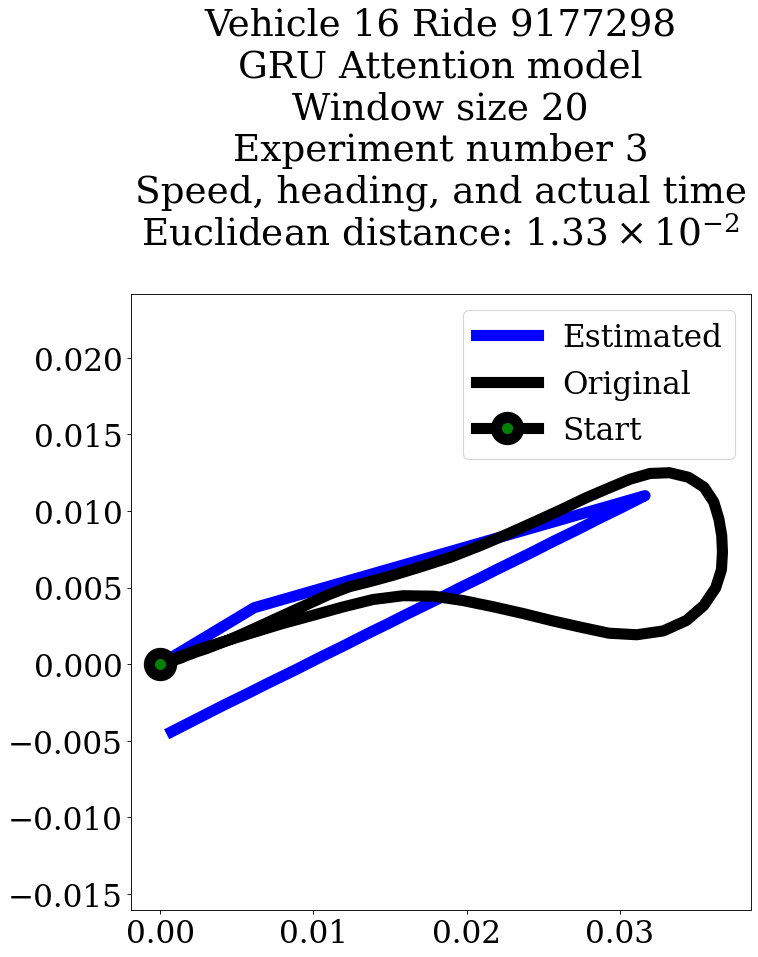 Vehicle 16 Ride 9177298
GRU Attention model
Window size 20
Experiment number 3
Speed, heading, and actual time
Euclidean distance: 1.33 × 10⁻²
Estimated
Original
Start
0.020
0.015
0.010
0.005
0.000
−0.005
−0.010
−0.015
0.00 0.01 0.02 0.03